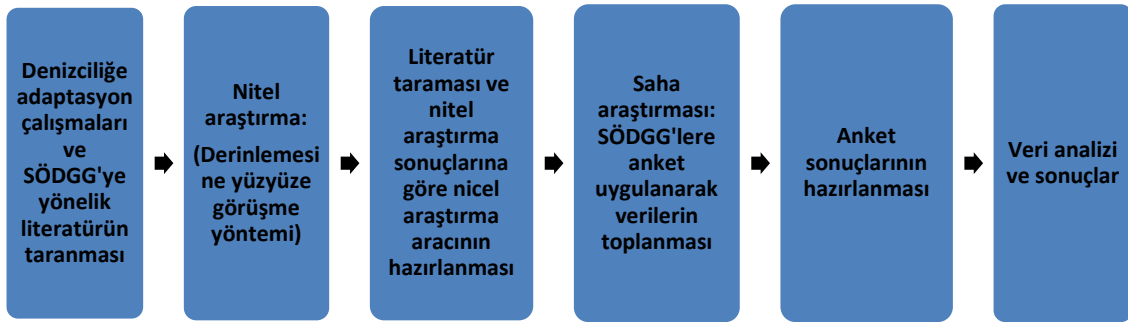 Denizciliğe
adaptasyon
çalışmaları
ve
SÖDGG'ye
yönelik
literatürün
taranması
Nitel
araştırma:
(Derinlemesi
ne yüzyüze
görüşme
yöntemi)
Literatür
taraması ve
nitel
araştırma
sonuçlarına
göre nicel
araştırma
aracının
hazırlanması
Saha
araştırması:
SÖDGG'lere
anket
uygulanarak
verilerin
toplanması
Anket
sonuçlarının
hazırlanması
Veri analizi
ve sonuçlar